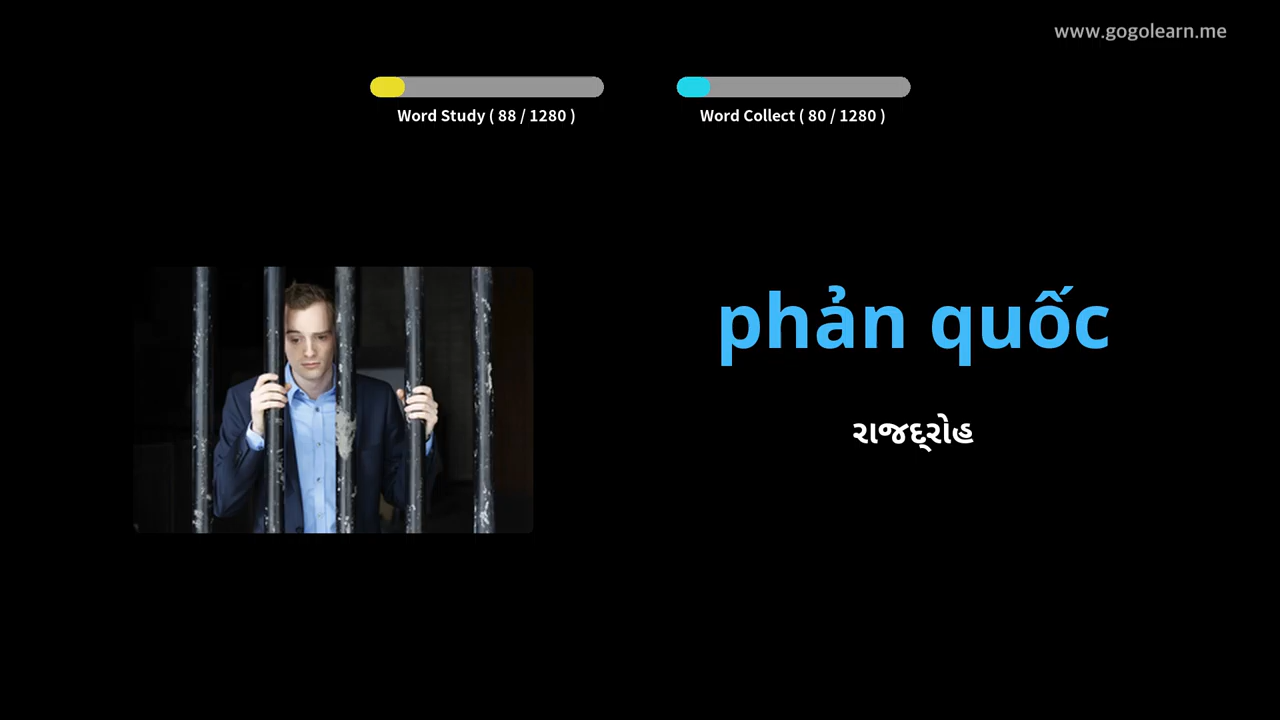 www.gogolearn.me
Word Study ( 88 / 1280 )
Word Collect ( 80 / 1280 )
phản quốc
રાજદ્રોહ